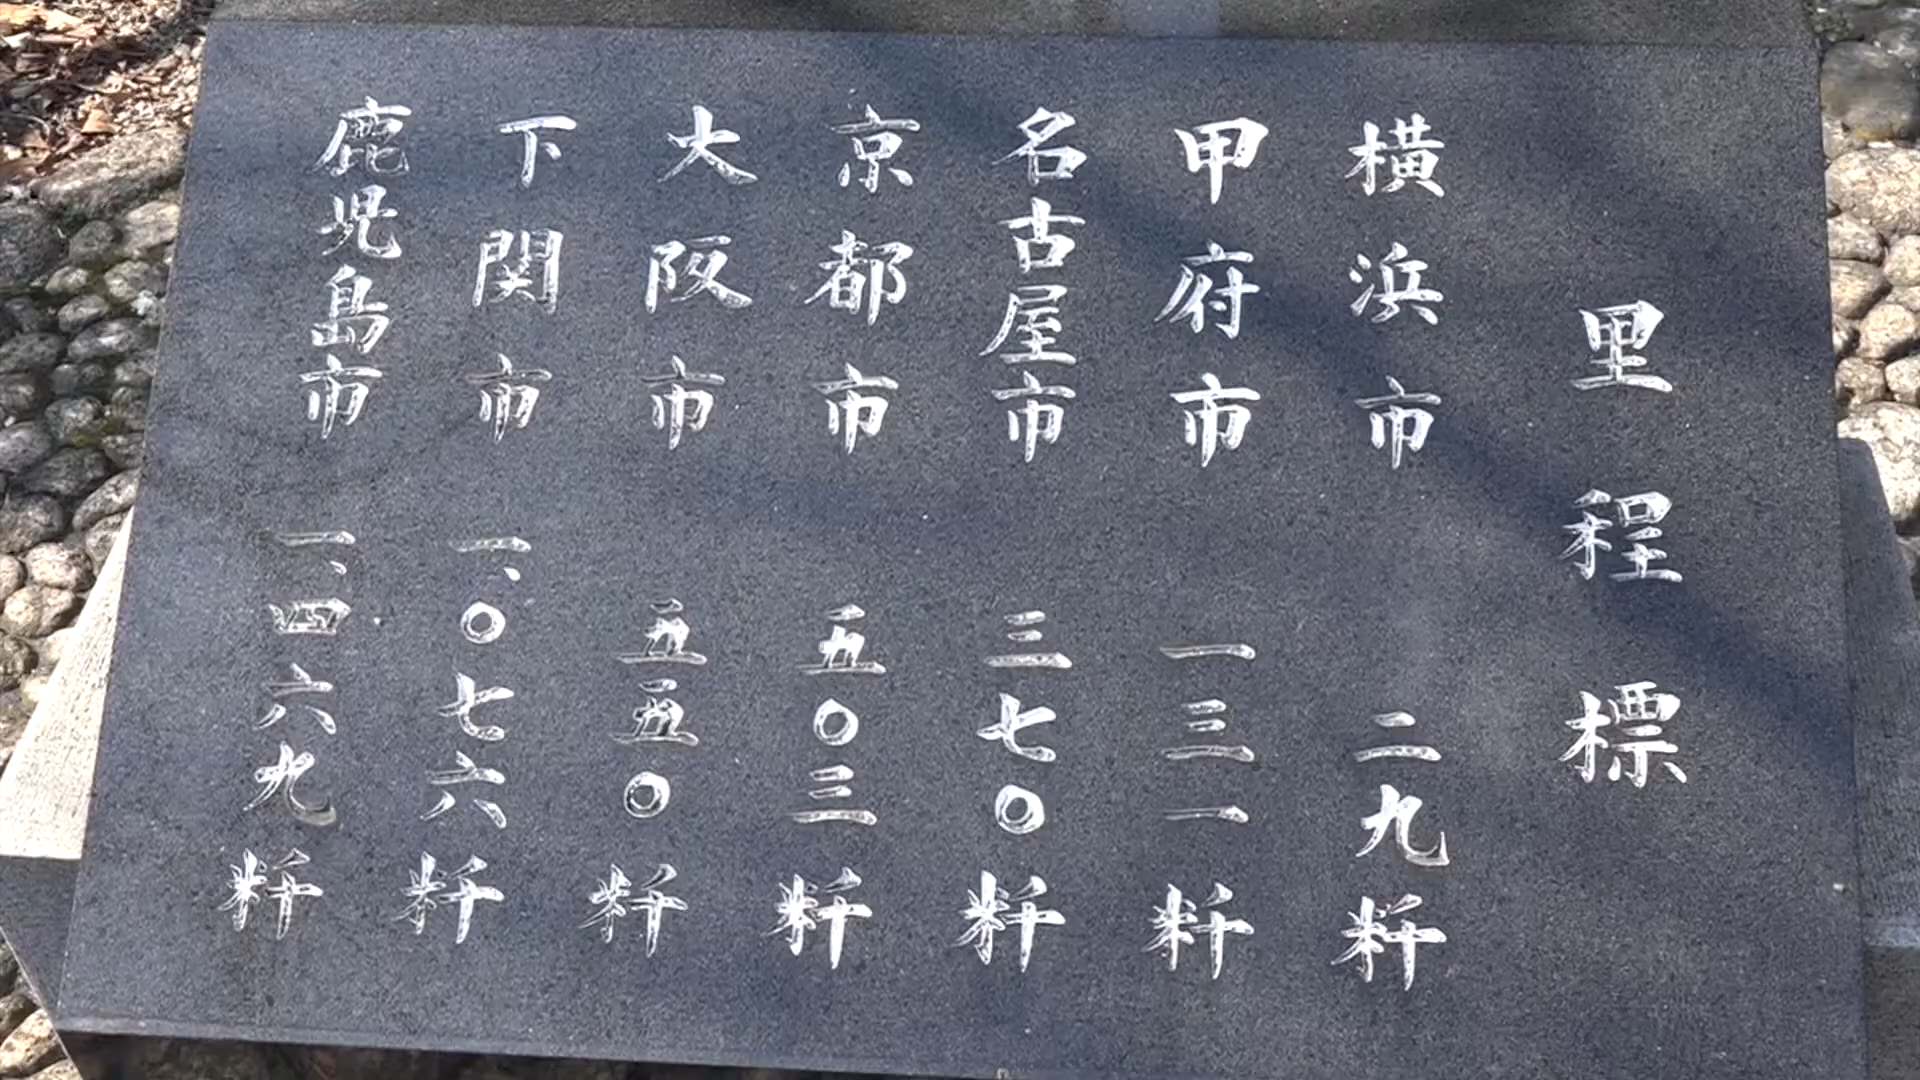 里程標
横浜市 二九粁
甲府市 一三一粁
名古屋市 三七〇粁
京都市 五〇三粁
大阪市 五五〇粁
下関市 一、〇七六粁
鹿児島市 一、四六九粁